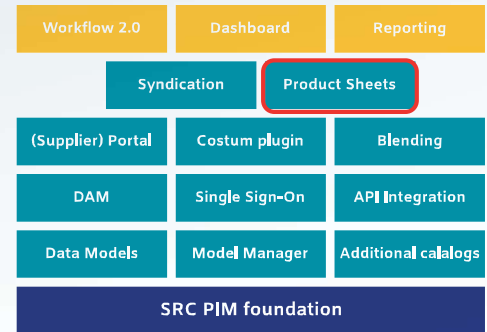 Workflow 2.0 Dashboard Reporting
Syndication Product Sheets
(Supplier) Portal Costum plugin Blending
DAM Single Sign-On API Integration
Data Models Model Manager Additional calalogs
SRC PIM foundation